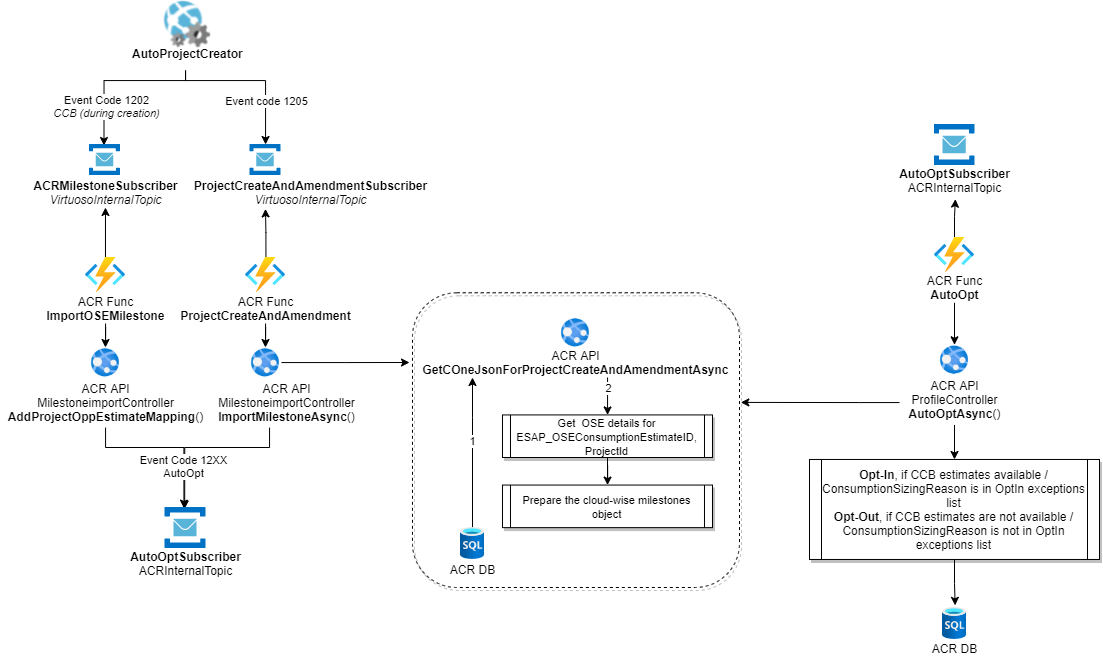 AutoProjectCreator
Event Code 1202
CCB (during creation)
Event code 1205
ACRMilestoneSubscriber
VirtuosoInternalTopic
ProjectCreateAndAmendmentSubscriber
VirtuosoInternalTopic
ACR Func
ImportOSEMilestone
ACR Func
ProjectCreateAndAmendment
ACR API
MilestoneimportController
AddProjectOppEstimateMapping()
ACR API
MilestoneimportController
ImportMilestoneAsync()
Event Code 12XX
AutoOpt
AutoOptSubscriber
ACRInternalTopic
ACR API
GetCOneJsonForProjectCreateAndAmendmentAsync
2
1
Get OSE details for
ESAP_OSEConsumptionEstimateID,
ProjectId
Prepare the cloud-wise milestones
object
SQL
ACR DB
AutoOptSubscriber
ACRInternalTopic
ACR Func
AutoOpt
ACR API
ProfileController
AutoOptAsync()
Opt-In, if CCB estimates available /
ConsumptionSizingReason is in OptIn exceptions
list
Opt-Out, if CCB estimates are not available /
ConsumptionSizingReason is not in OptIn
exceptions list
SQL
ACR DB